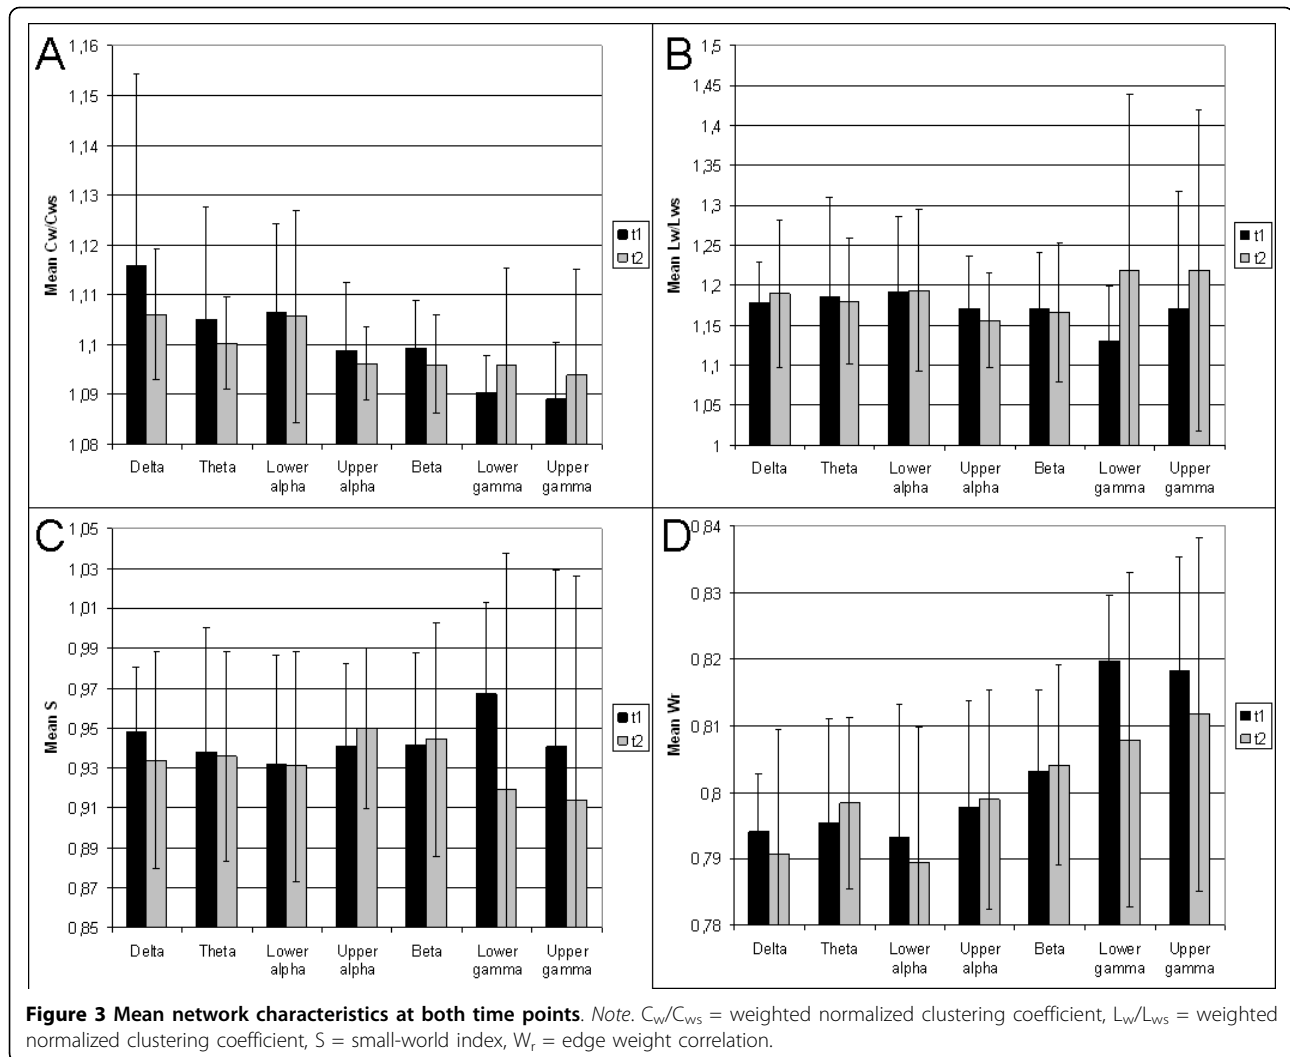 A
1,16
1,15
1,14
1,13
1,12
1,11
1,1
1,09
1,08
Mean Cw/Cws
Delta Theta Lower alpha Upper alpha Beta Lower gamma Upper gamma
t1
t2
B
1,5
1,45
1,4
1,35
1,3
1,25
1,2
1,15
1,1
1,05
1
Mean Lw/Lws
Delta Theta Lower alpha Upper alpha Beta Lower gamma Upper gamma
t1
t2
C
1,05
1,03
1,01
0,99
0,97
0,95
0,93
0,91
0,89
0,87
0,85
Mean S
Delta Theta Lower alpha Upper alpha Beta Lower gamma Upper gamma
t1
t2
D
0,84
0,83
0,82
0,81
0,8
0,79
0,78
Mean Wr
Delta Theta Lower alpha Upper alpha Beta Lower gamma Upper gamma
t1
t2
Figure 3 Mean network characteristics at both time points. Note. Cw/Cws = weighted normalized clustering coefficient, Lw/Lws = weighted
normalized clustering coefficient, S = small-world index, Wr = edge weight correlation.